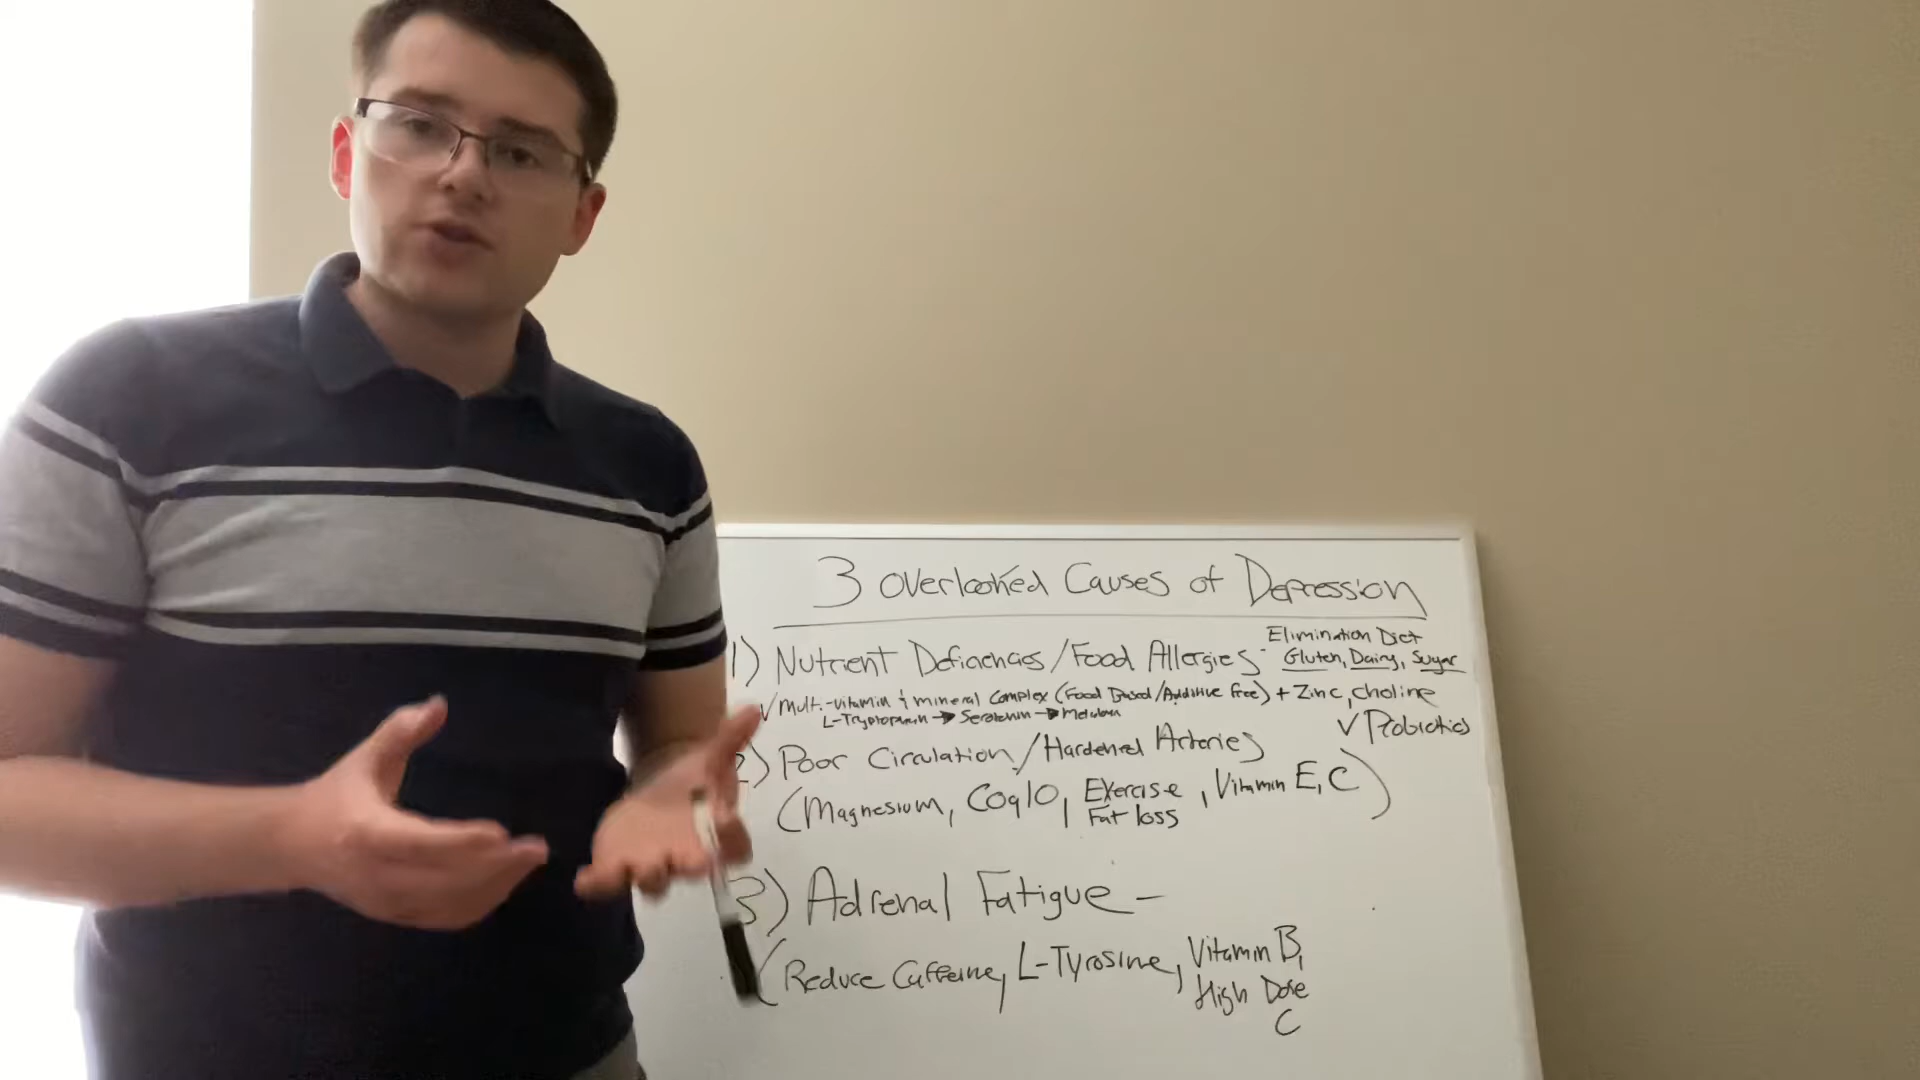 3 Overlooked Causes of Depression
1) Nutrient Deficiencies/Food Allergies - Elimination Diet
Gluten, Dairy, Sugar
✓ Multi-vitamin & mineral Complex (Food Based/Additive Free) + Zinc, Choline
L-Tryptophan → Serotonin →
✓ Probiotics
2) Poor Circulation/Hardened Arteries
(Magnesium, CoQ10, Exercise, Vitamin E, C)
Fat loss
3) Adrenal Fatigue -
(Reduce Caffeine, L-Tyrosine, Vitamin B,
High Dose
C